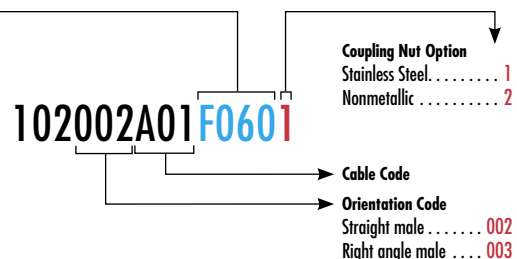 Coupling Nut Option
Stainless Steel......... 1
Nonmetallic .......... 2
102002A01F0601
Cable Code
Orientation Code
Straight male ....... 002
Right angle male .... 003